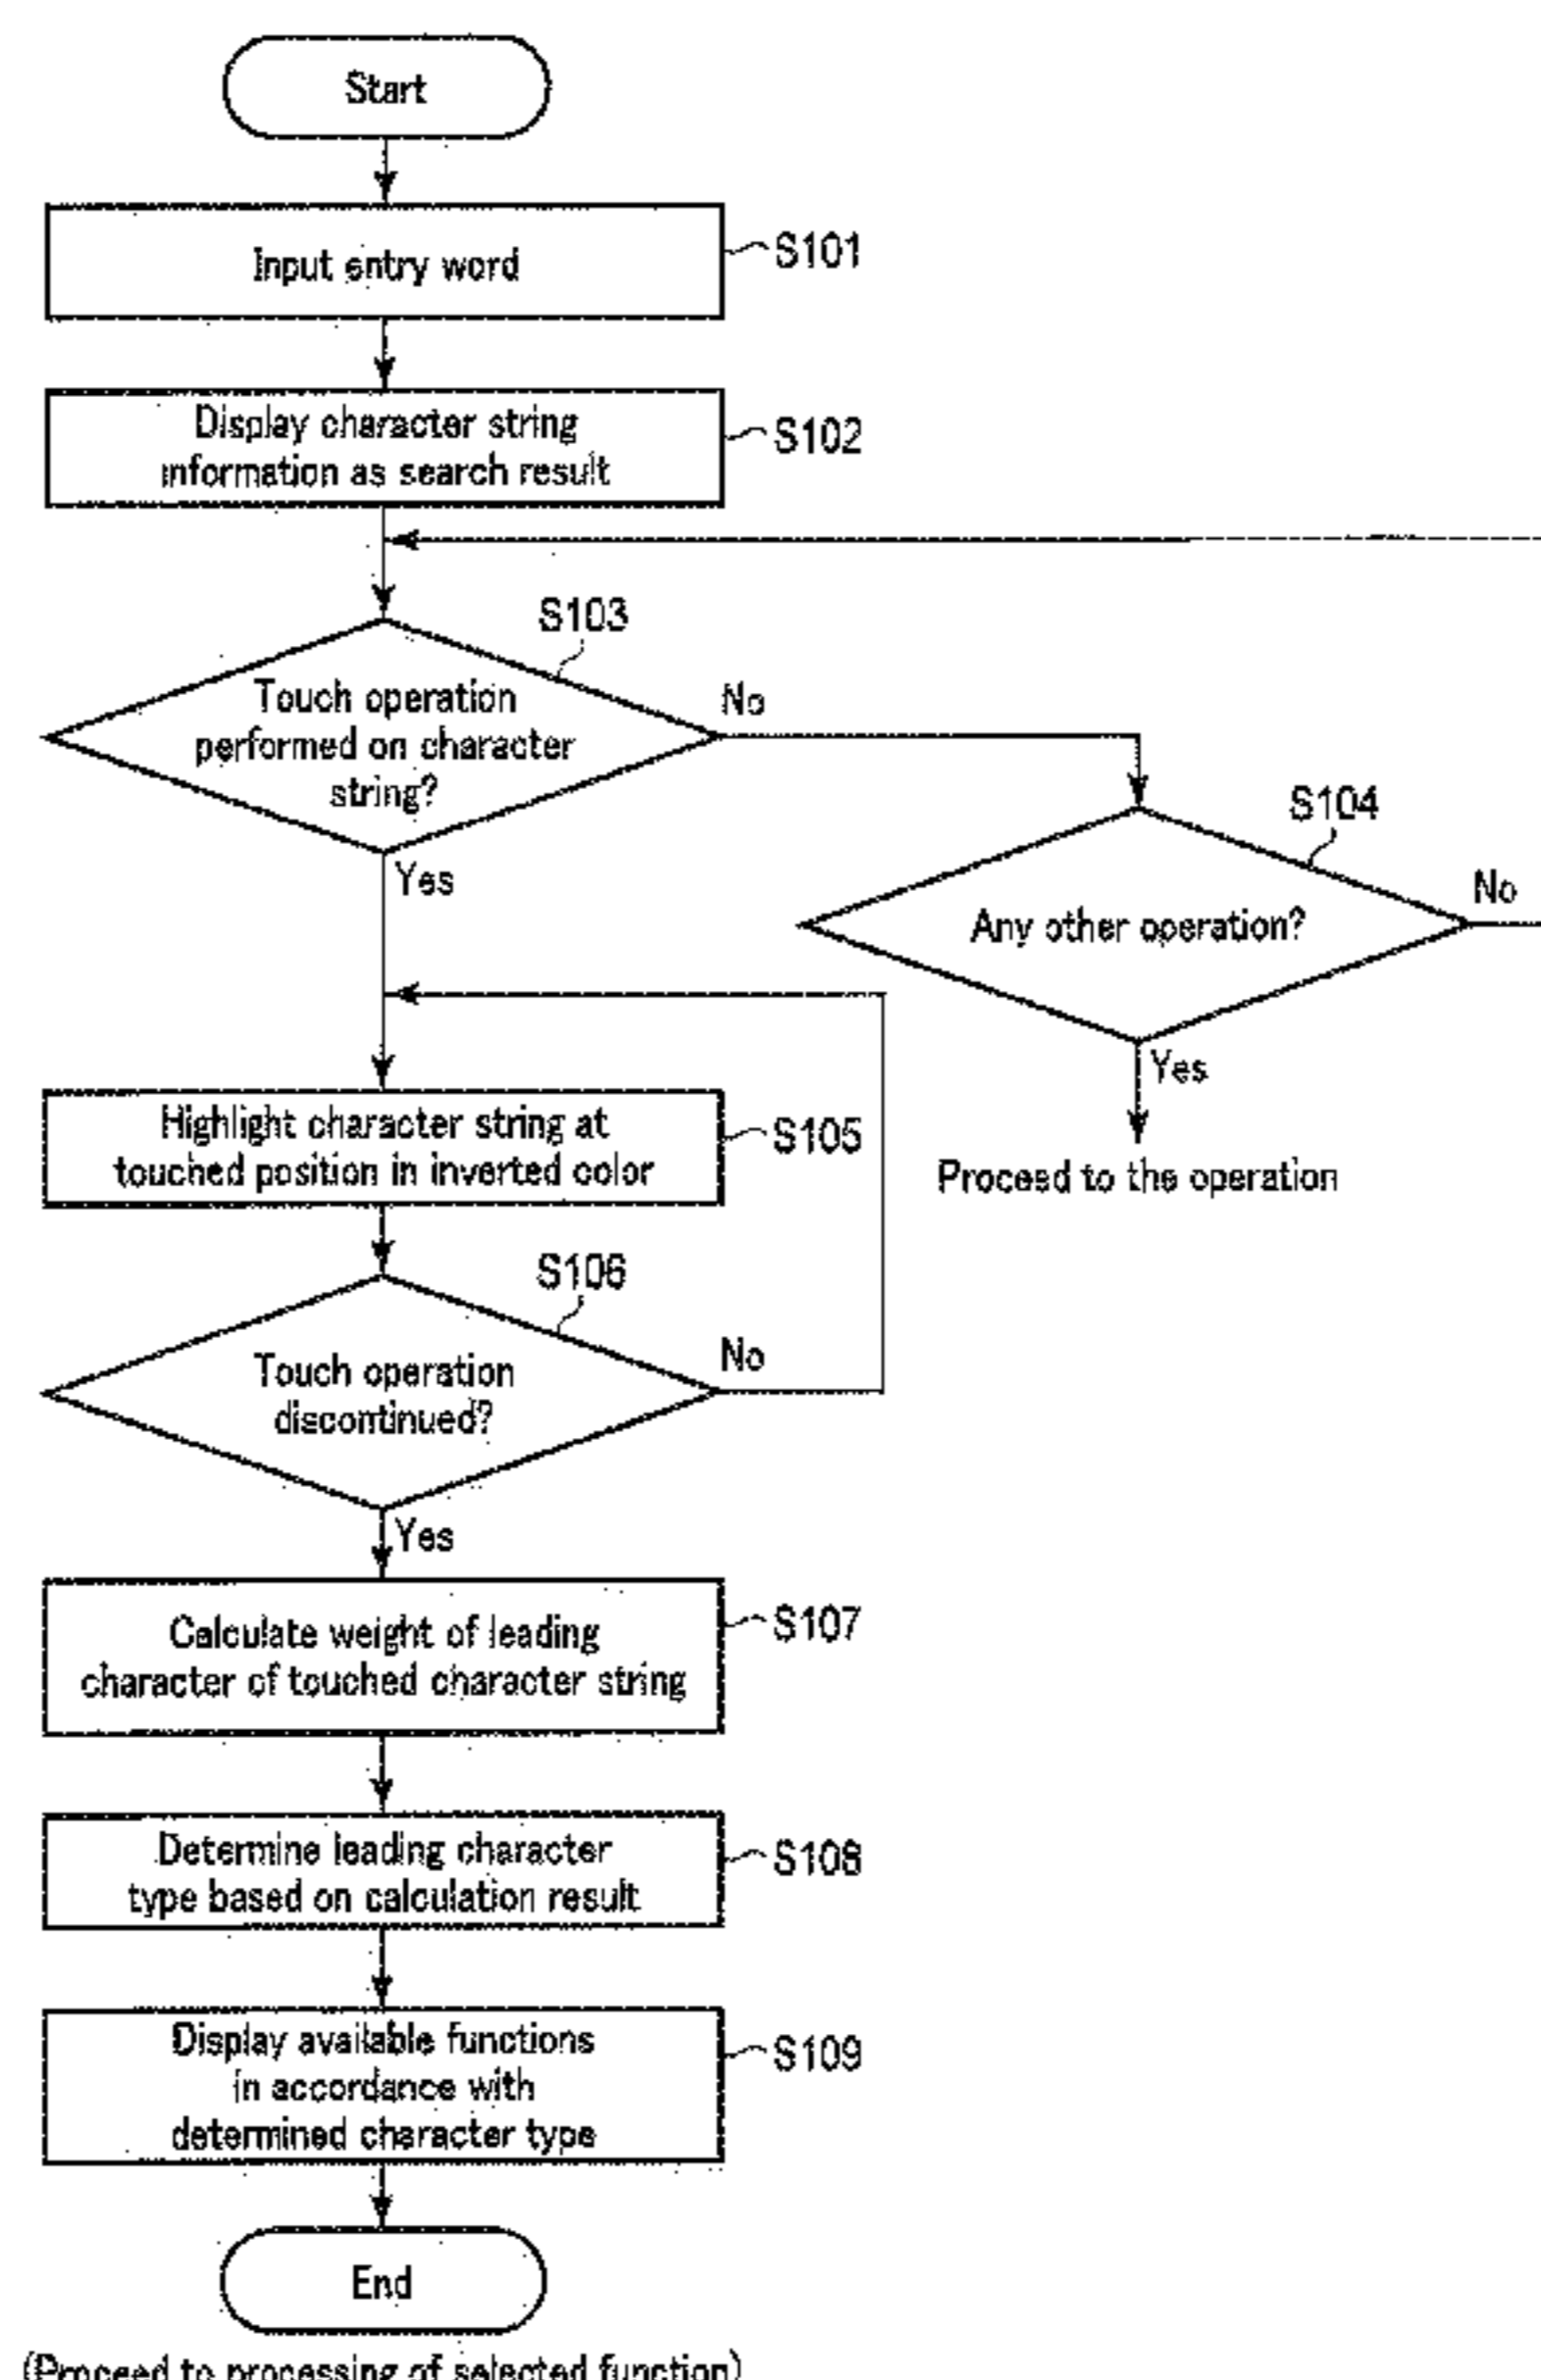 Start
Input entry word
S101
Display character string
information as search result
S102
S103
Touch operation
performed on character
string?
No
Yes
S104
Any other operation?
No
Yes
Proceed to the operation
Highlight character string at
touched position in inverted color
S105
S106
Touch operation
discontinued?
No
Yes
Calculate weight of leading
character of touched character string
S107
Determine leading character
type based on calculation result
S108
Display available functions
in accordance with
determined character type
S109
End
(Proceed to processing of selected function)